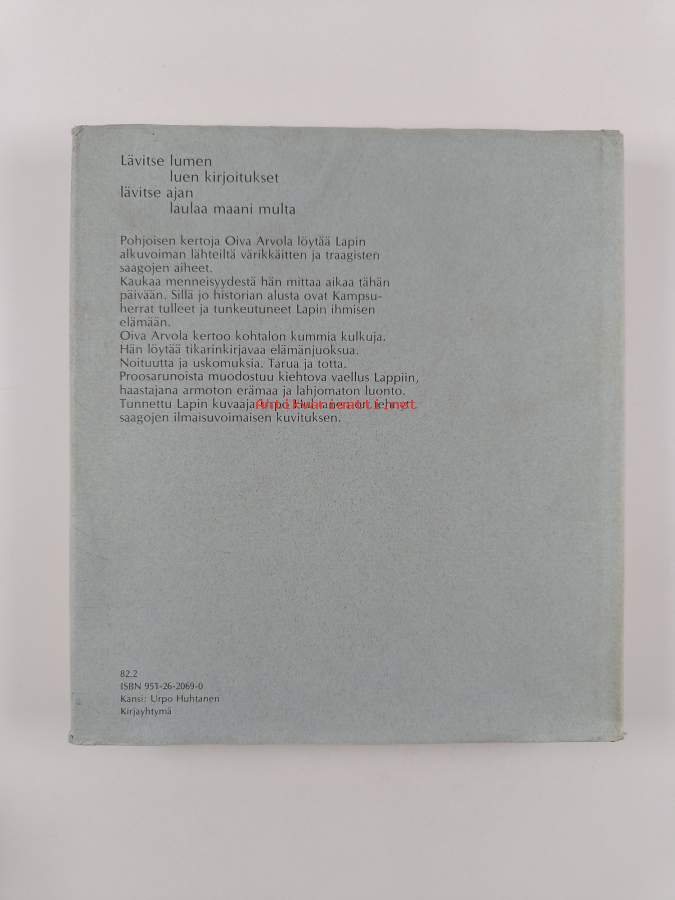 Lävitse lumen
luen kirjoitukset
lävitse ajan
laulaa maani multa
Pohjoisen kertoja Oiva Arvola löytää Lapin
alkuvoiman lähteiltä värikkäitten ja traagisten
saagojen aiheet.
Kaukaa menneisyydestä hän mittaa aikaa tähän
päivään. Sillä jo historian alusta ovat Kampsu-
herrat tulleet ja tunkeutuneet Lapin ihmisen
elämään.
Oiva Arvola kertoo kohtalon kummia kulkuja.
Hän löytää tikarinkirjavaa elämänjuoksua.
Noituutta ja uskomuksia. Tarua ja totta.
Proosarunoista muodostuu kiehtova vaellus Lappiin,
haastajana armoton erämaa ja lahjomaton luonto.
Tunnettu Lapin kuvaaja Urpo Huhtanen on tehnyt
saagojen ilmaisuvoimaisen kuvituksen.
Antikvaariaatti.net
82.2
ISBN 951-26-2069-0
Kansi: Urpo Huhtanen
Kirjayhtymä